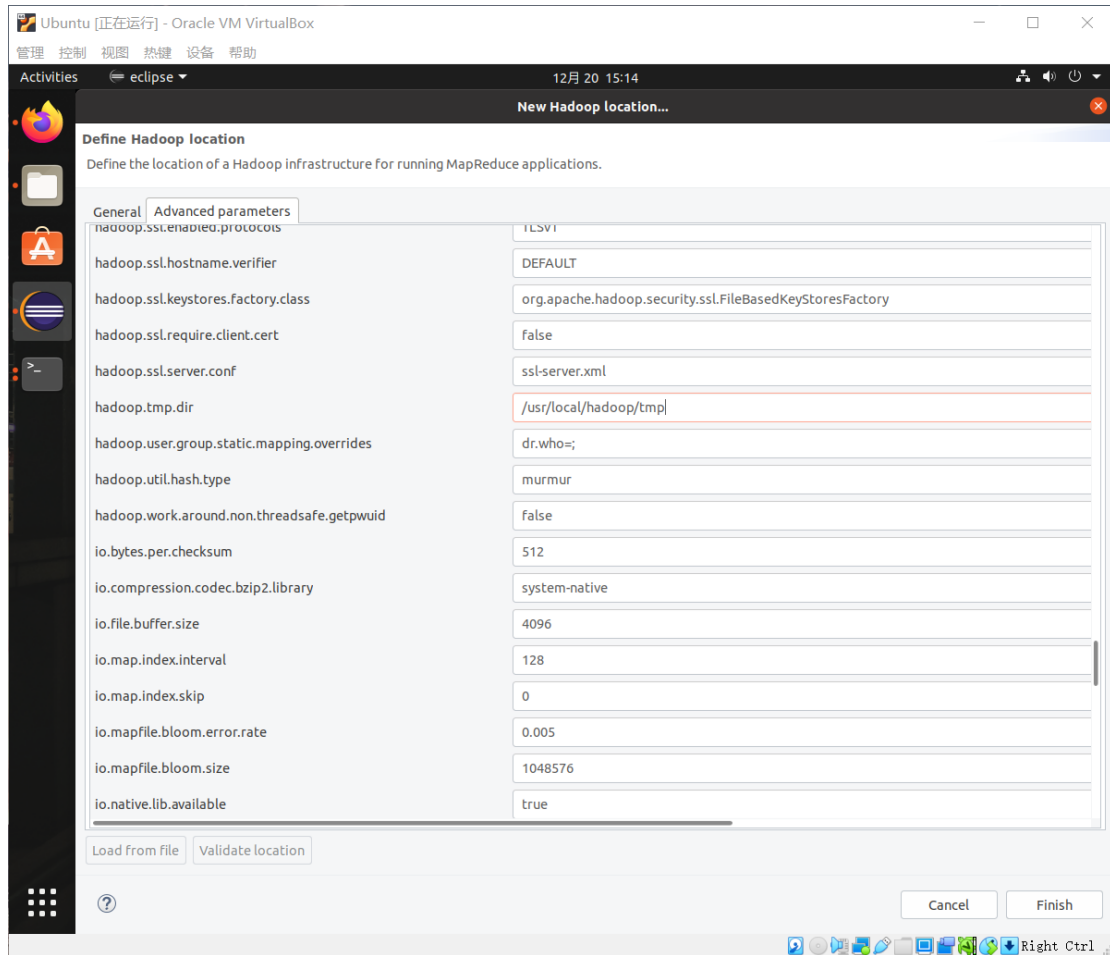 Ubuntu [正在运行] - Oracle VM VirtualBox
管理 控制 视图 热键 设备 帮助
Activities eclipse 12月 20 15:14
New Hadoop location...
Define Hadoop location
Define the location of a Hadoop infrastructure for running MapReduce applications.
General Advanced parameters
hadoop.ssl.enabled.protocols TLSv1
hadoop.ssl.hostname.verifier DEFAULT
hadoop.ssl.keystores.factory.class org.apache.hadoop.security.ssl.FileBasedKeyStoresFactory
hadoop.ssl.require.client.cert false
hadoop.ssl.server.conf ssl-server.xml
hadoop.tmp.dir /usr/local/hadoop/tmp
hadoop.user.group.static.mapping.overrides dr.who=;
hadoop.util.hash.type murmur
hadoop.work.around.non.threadsafe.getpwuid false
io.bytes.per.checksum 512
io.compression.codec.bzip2.library system-native
io.file.buffer.size 4096
io.map.index.interval 128
io.map.index.skip 0
io.mapfile.bloom.error.rate 0.005
io.mapfile.bloom.size 1048576
io.native.lib.available true
Load from file Validate location
Cancel Finish
Right Ctrl